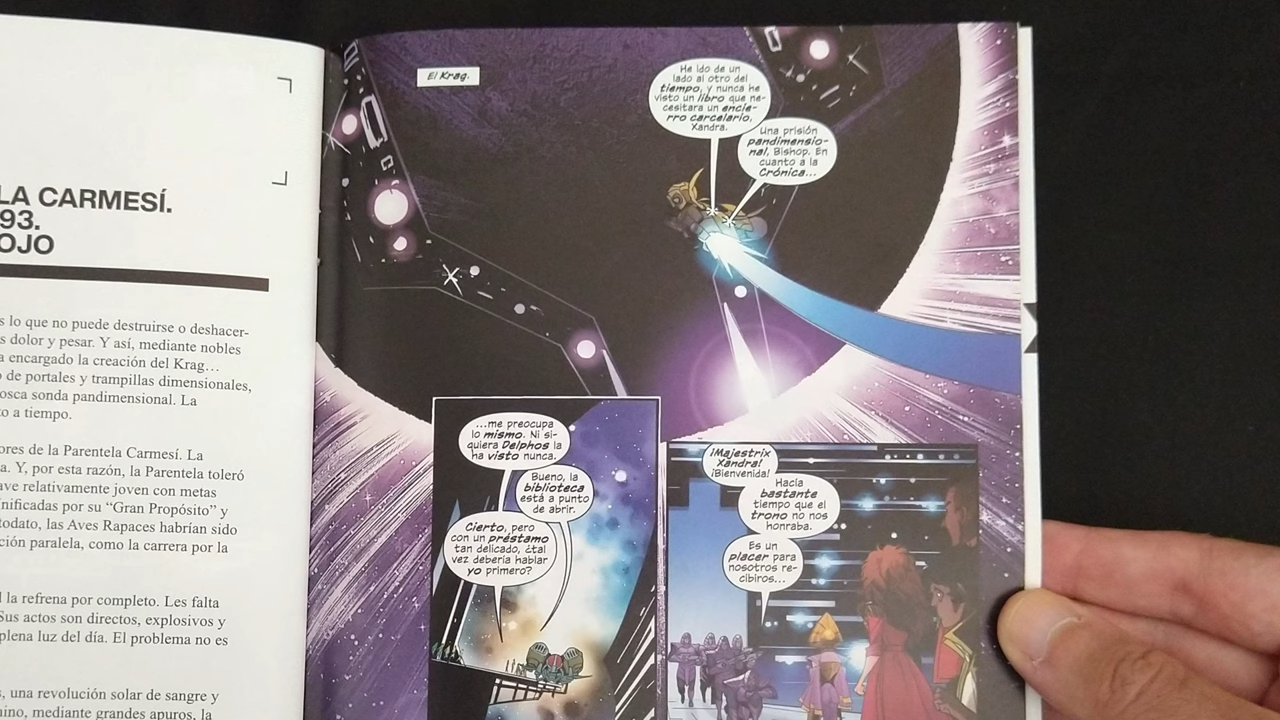 LA CARMESÍ.
93.
OJO
s lo que no puede destruirse o deshacer-
s dolor y pesar. Y así, mediante nobles
a encargado la creación del Krag…
o de portales y trampillas dimensionales,
osca sonda pandimensional. La
to a tiempo.
ores de la Parentela Carmesí. La
a. Y, por esta razón, la Parentela toleró
ave relativamente joven con metas
nificadas por su “Gran Propósito” y
todato, las Aves Rapaces habrían sido
ción paralela, como la carrera por la
l la refrena por completo. Les falta
Sus actos son directos, explosivos y
plena luz del día. El problema no es
s, una revolución solar de sangre y
nino, mediante grandes apuros, la
El Krag.
He ido de un
lado al otro del
tiempo, y nunca he
visto un libro que ne-
cesitara un encie-
rro carcelario,
Xandra.
Una prisión
pandimensio-
nal, Bishop. En
cuanto a la
Crónica...
...me preocupa
lo mismo. Ni si-
quiera Delphos la
ha visto nunca.
Bueno, la
biblioteca
está a punto
de abrir.
Cierto, pero
con un préstamo
tan delicado, ¿tal
vez debería hablar
yo primero?
¡Majestrix
Xandra!
¡Bienvenida!
Hacía
bastante
tiempo que el
trono no nos
honraba.
Es un
placer para
nosotros re-
cibiros...